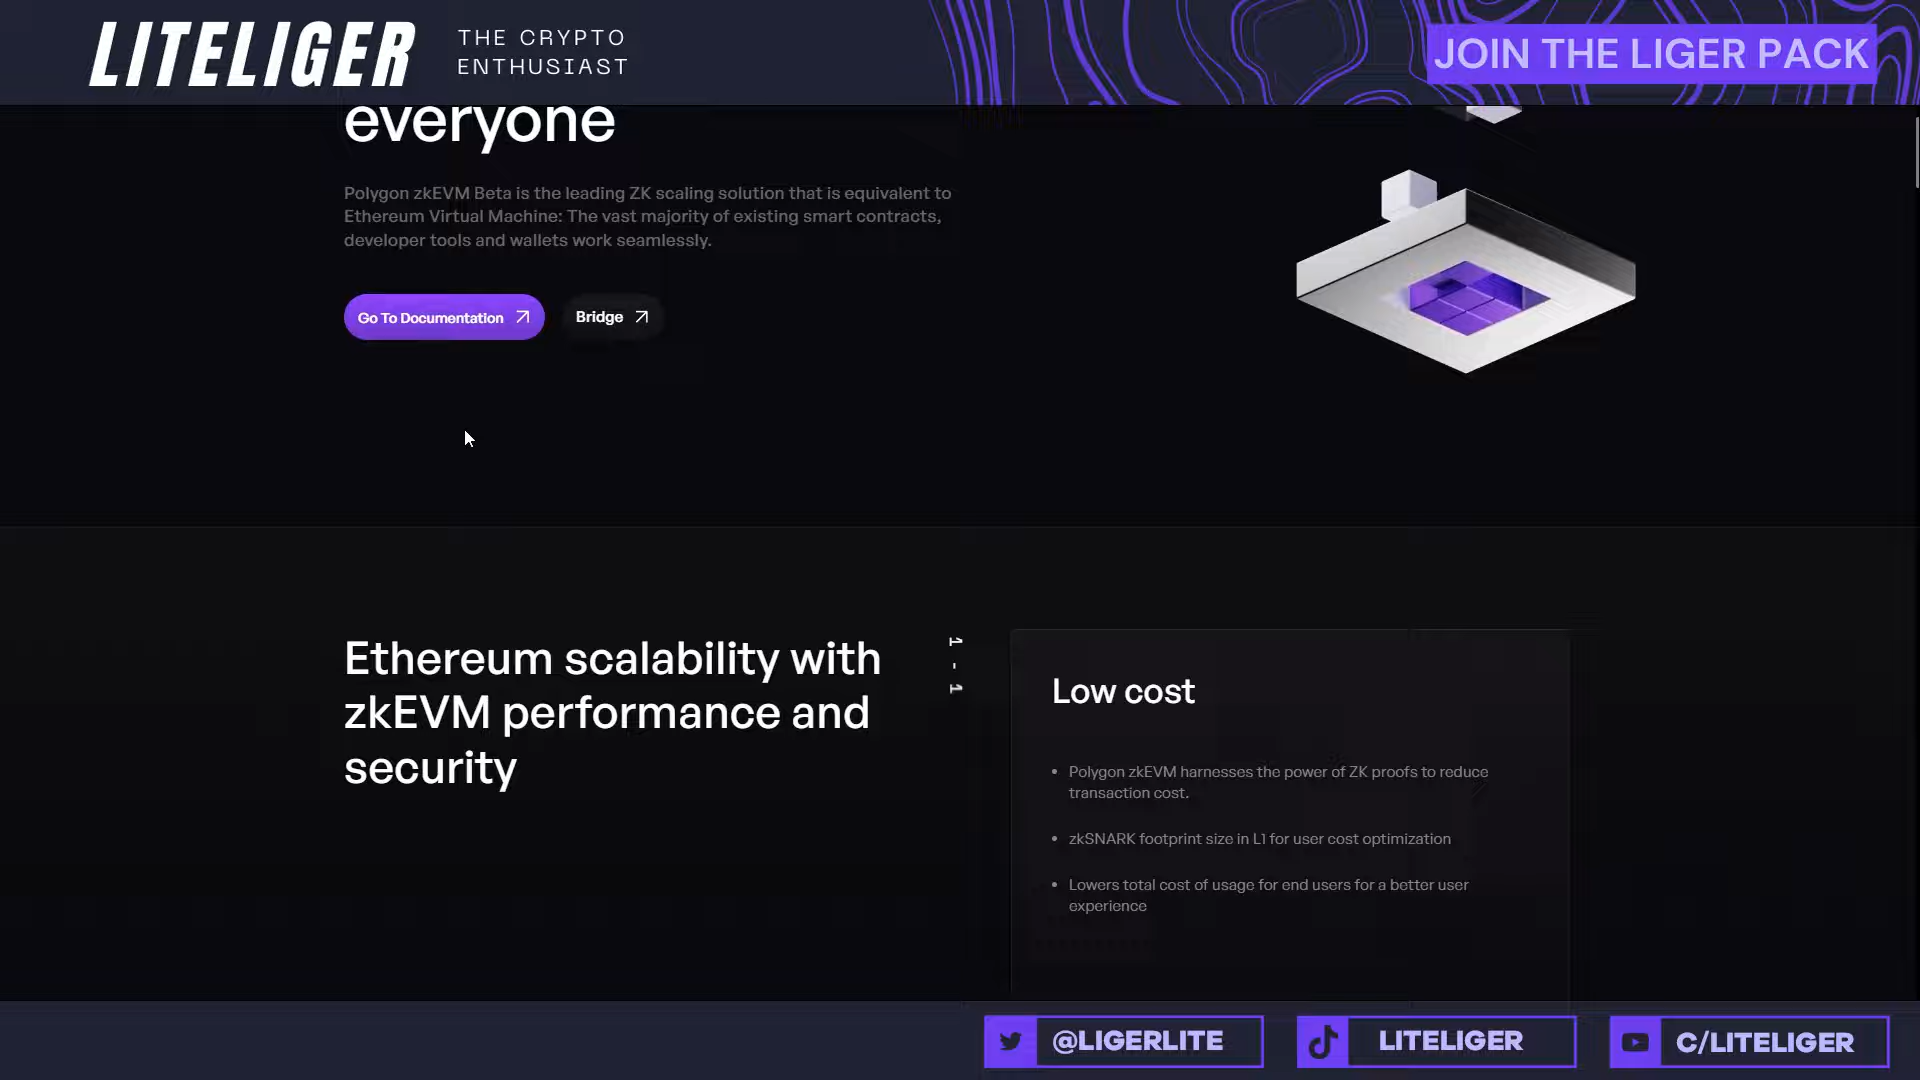 LITELIGER
THE CRYPTO
ENTHUSIAST
JOIN THE LIGER PACK
everyone
Polygon zkEVM Beta is the leading ZK scaling solution that is equivalent to
Ethereum Virtual Machine: The vast majority of existing smart contracts,
developer tools and wallets work seamlessly.
Go To Documentation
Bridge
Ethereum scalability with
zkEVM performance and
security
1 - 1
Low cost
• Polygon zkEVM harnesses the power of ZK proofs to reduce
transaction cost.
• zkSNARK footprint size in L1 for user cost optimization
• Lowers total cost of usage for end users for a better user
experience
@LIGERLITE
LITELIGER
C/LITELIGER